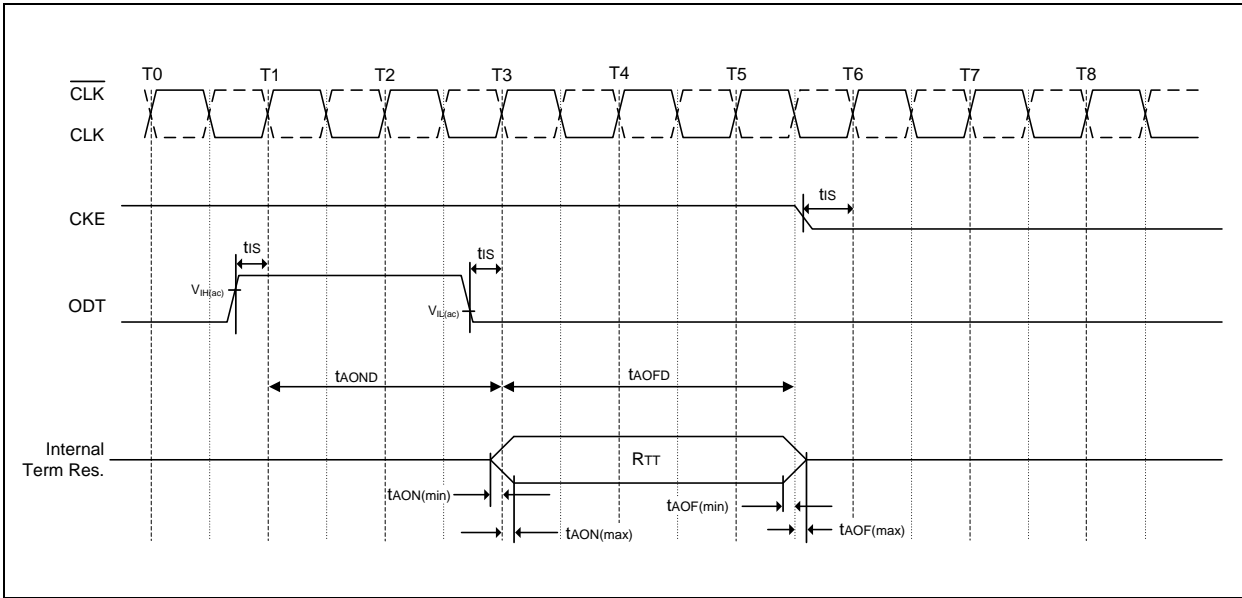 T0 T1 T2 T3 T4 T5 T6 T7 T8
CLK
CLK
tIS
CKE
tIS tIS
VIH(ac)
ODT
VIL(ac)
tAOND tAOFD
Internal
Term Res.
RTT
tAON(min) tAOF(min)
tAON(max) tAOF(max)